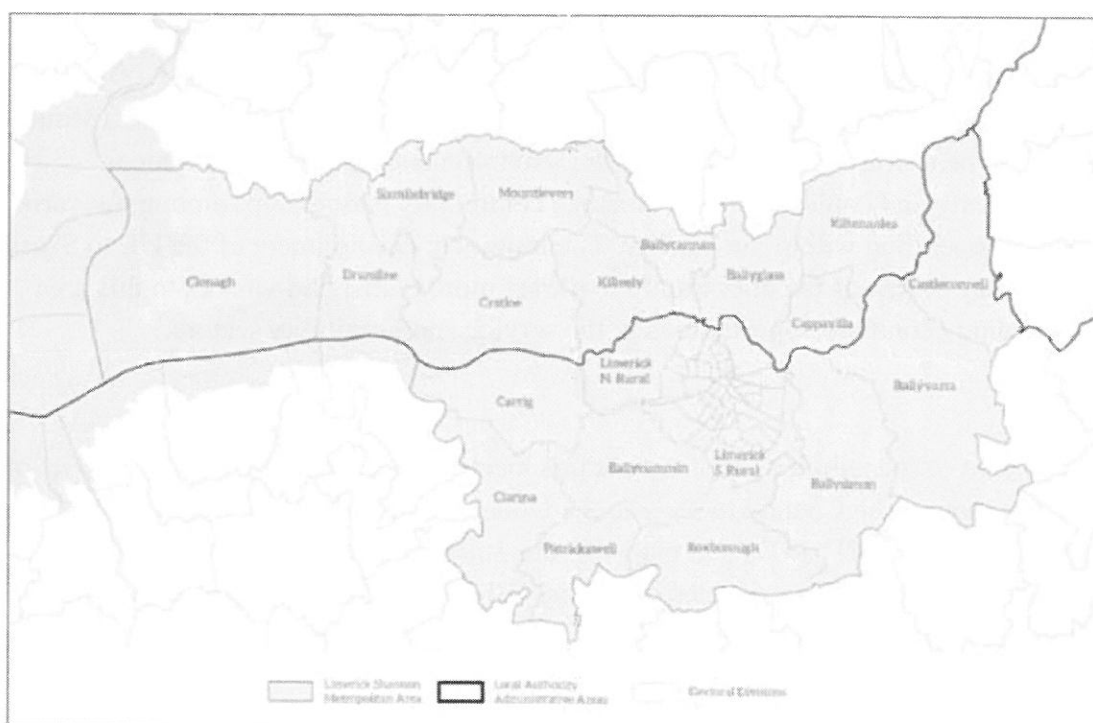 Sixmilebridge
Mountievers
Kiltenanlea
Ballycannan
Clenagh
Drumline
Killeely
Ballyglass
Castleconnell
Cratloe
Cappavilla
Limerick
N. Rural
Ballyvarra
Carrig
Limerick
S. Rural
Ballycummin
Ballysimon
Clarina
Patrickswell
Roxborough
Limerick Shannon
Metropolitan Area
Local Authority
Administrative Areas
Electoral Divisions